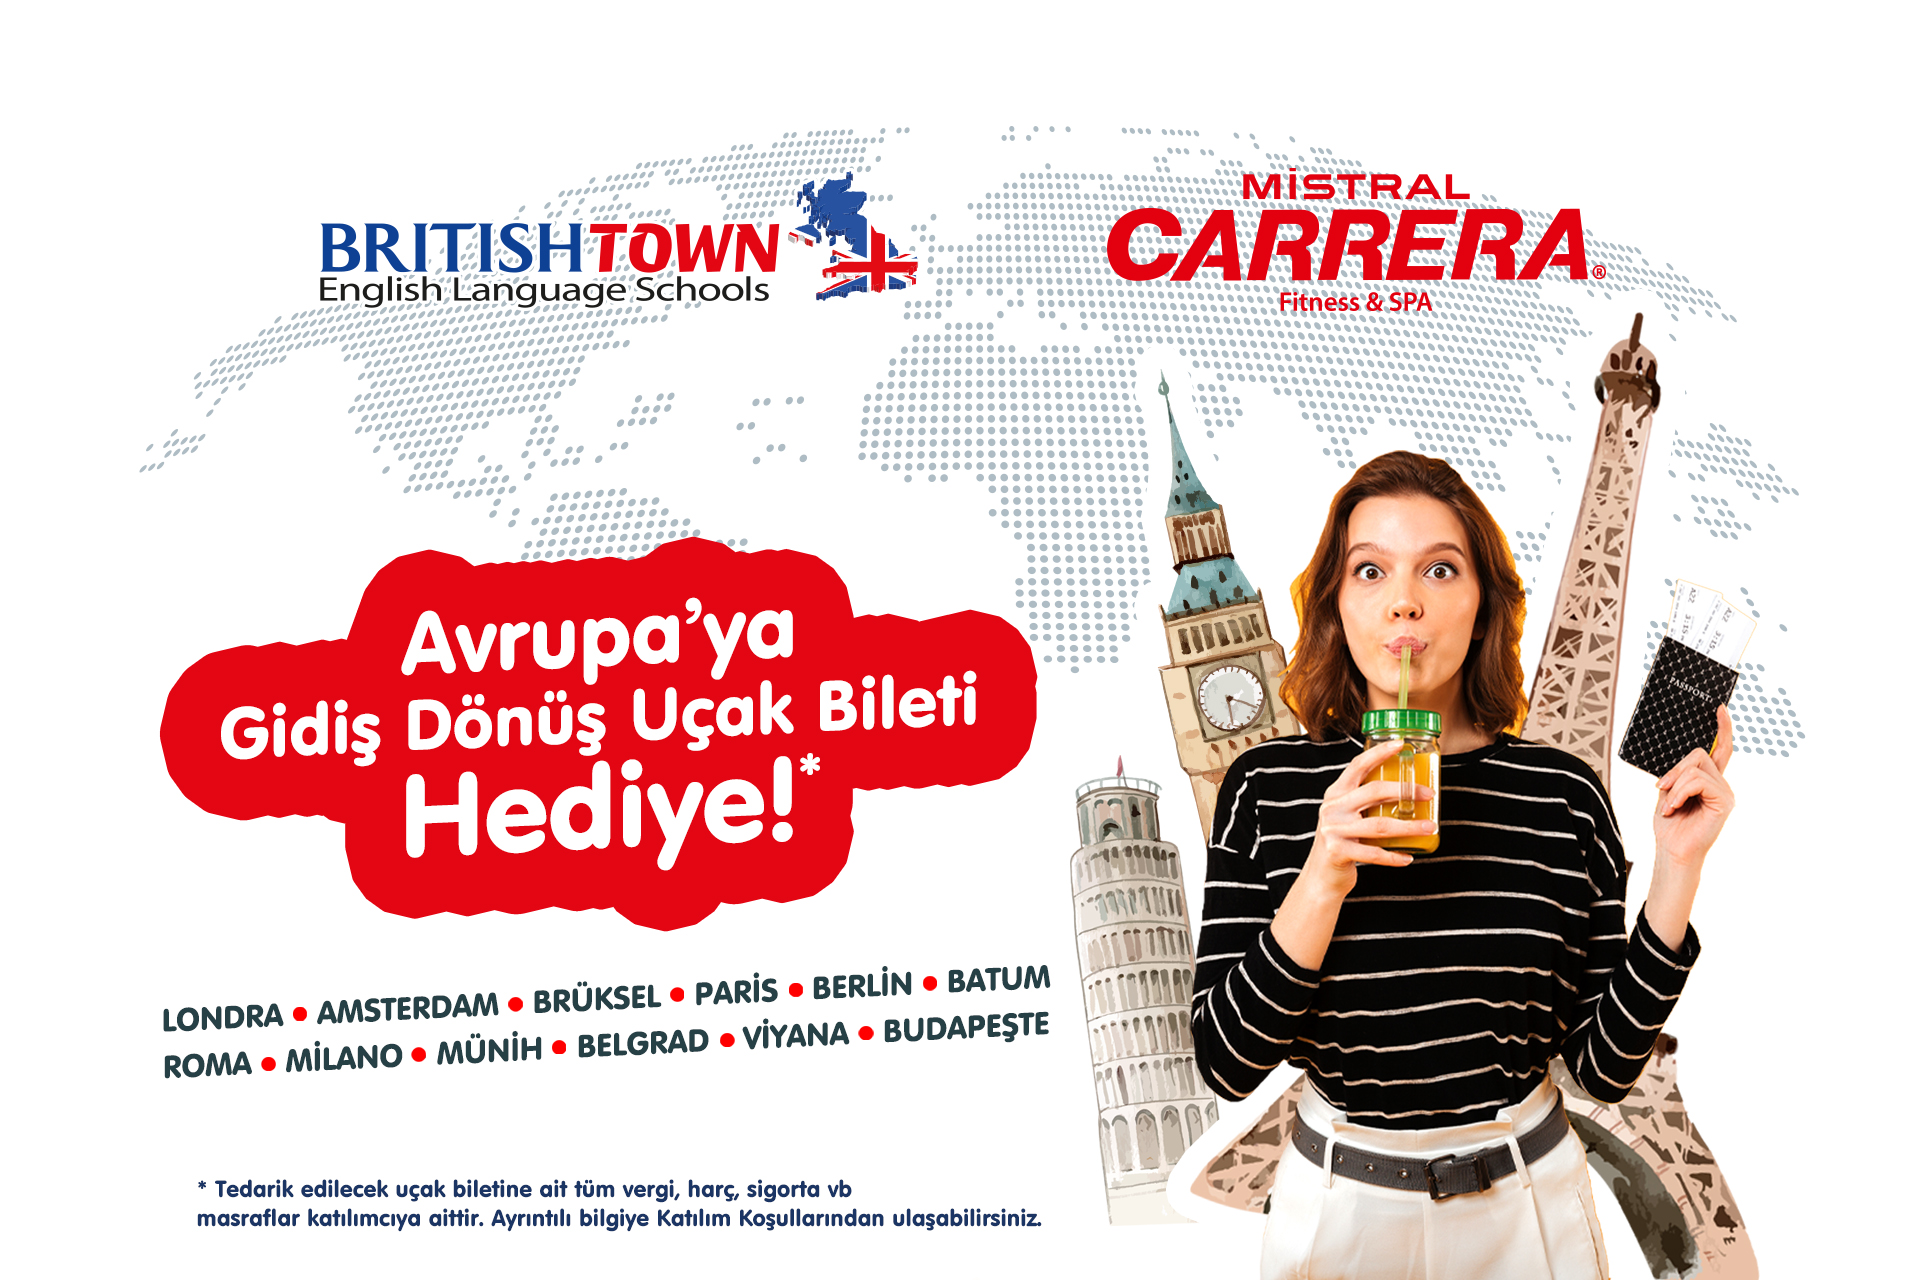 BRITISHTOWN
English Language Schools
MİSTRAL
CARRERA®
Fitness & SPA
Avrupa'ya
Gidiş Dönüş Uçak Bileti
Hediye!*
PASSPORT
LONDRA • AMSTERDAM • BRÜKSEL • PARİS • BERLİN • BATUM
ROMA • MİLANO • MÜNİH • BELGRAD • VİYANA • BUDAPEŞTE
* Tedarik edilecek uçak biletine ait tüm vergi, harç, sigorta vb
masraflar katılımcıya aittir. Ayrıntılı bilgiye Katılım Koşullarından ulaşabilirsiniz.